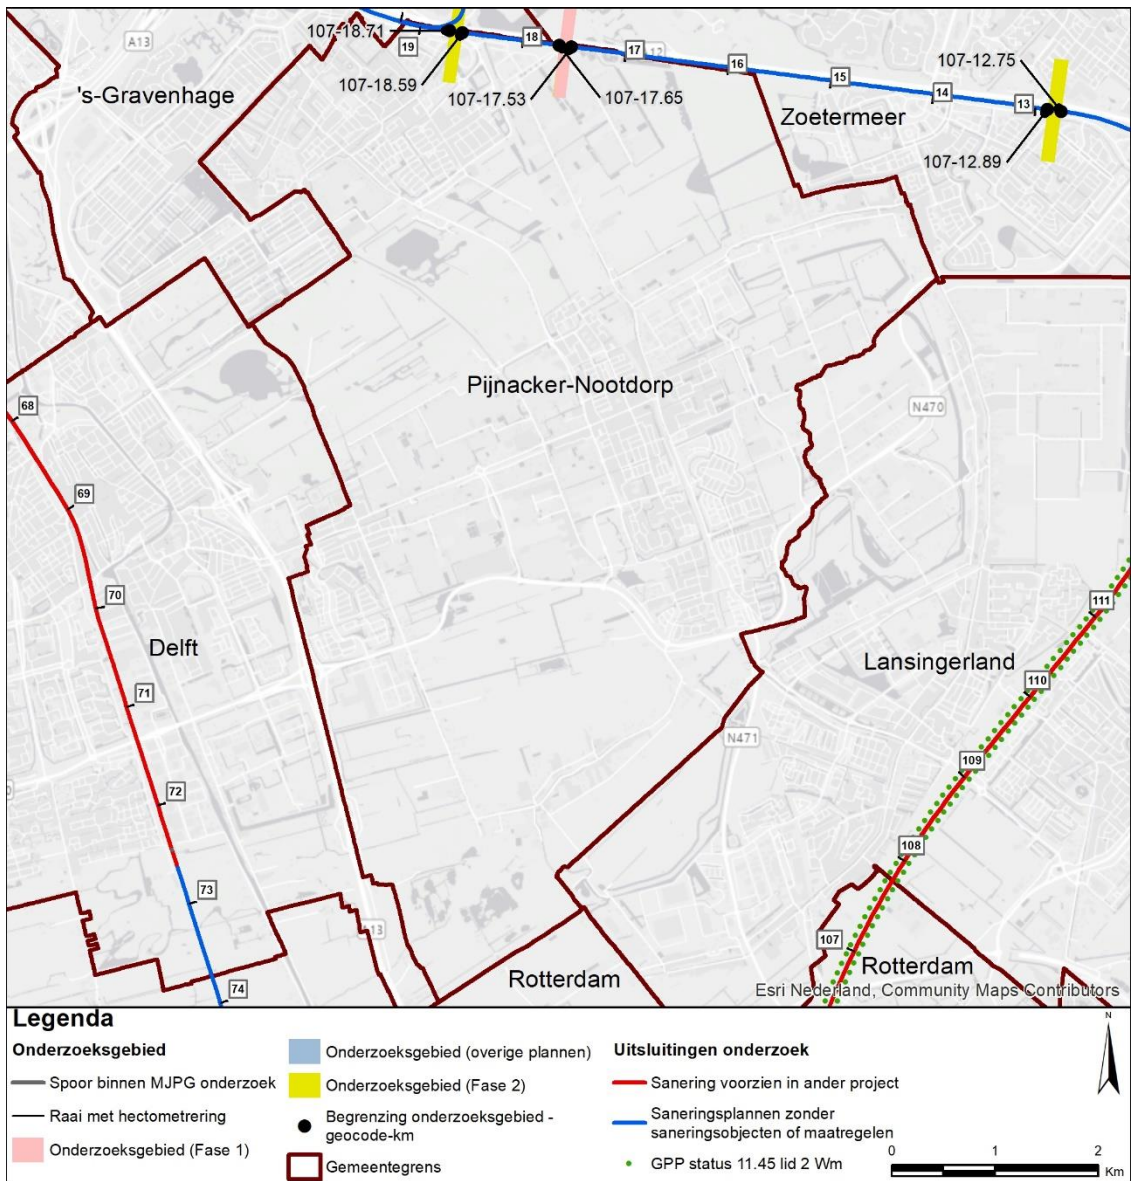 A13
107-18.71
19
18
12
17
16
15
14
13
107-12.75
's-Gravenhage
107-18.59
107-17.53
107-17.65
Zoetermeer
107-12.89
Pijnacker-Nootdorp
N470
68
69
70
Delft
111
Lansingerland
110
71
N471
109
72
108
73
A13
107
Rotterdam
Rotterdam
74
Esri Nederland, Community Maps Contributors
Legenda
Onderzoeksgebied
Spoor binnen MJPG onderzoek
Raai met hectometrering
Onderzoeksgebied (Fase 1)
Onderzoeksgebied (overige plannen)
Onderzoeksgebied (Fase 2)
Begrenzing onderzoeksgebied -
geocode-km
Gemeentegrens
Uitsluitingen onderzoek
Sanering voorzien in ander project
Saneringsplannen zonder
saneringsobjecten of maatregelen
GPP status 11.45 lid 2 Wm
N
0 1 2
Km